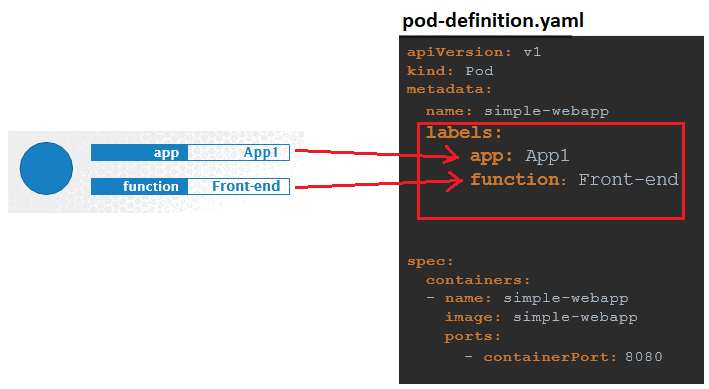 pod-definition.yaml
apiVersion: v1
kind: Pod
metadata:
name: simple-webapp
labels:
app App1
app: App1
function Front-end
function: Front-end
spec:
containers:
- name: simple-webapp
image: simple-webapp
ports:
- containerPort: 8080